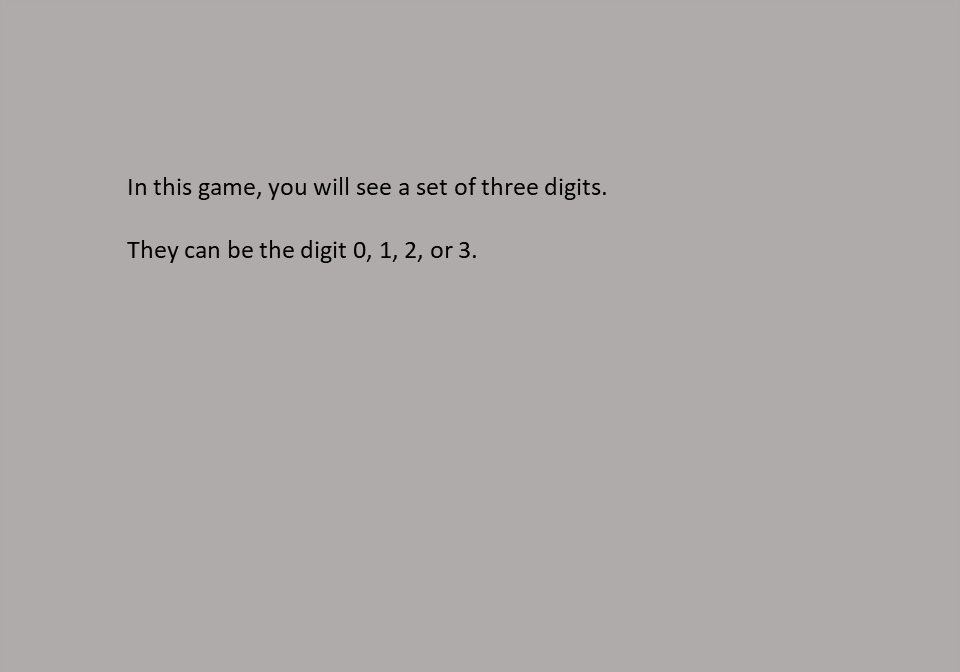 In this game, you will see a set of three digits.
They can be the digit 0, 1, 2, or 3.